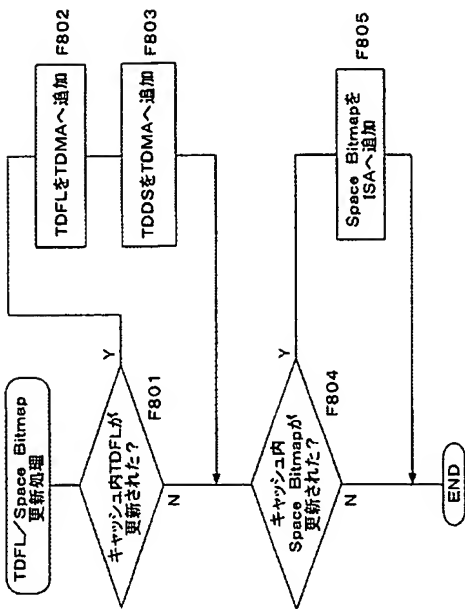 TDFL/Space Bitmap
更新処理
キャッシュ内TDFLが
更新された?
F801
Y
N
TDFLをTDMAへ追加
F802
TDDSをTDMAへ追加
F803
キャッシュ内
Space Bitmapが
更新された?
F804
Y
N
Space Bitmapを
ISAへ追加
F805
END